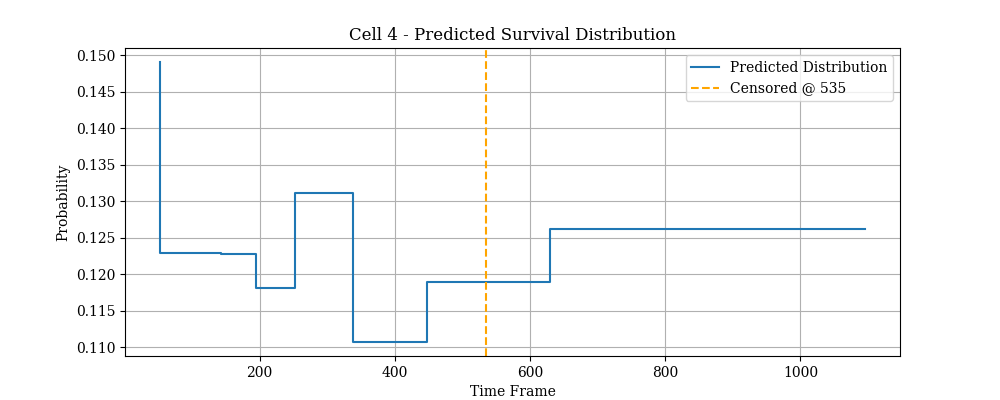 Cell 4 - Predicted Survival Distribution
Probability
0.150
0.145
0.140
0.135
0.130
0.125
0.120
0.115
0.110
Predicted Distribution
Censored @ 535
200
400
600
800
1000
Time Frame